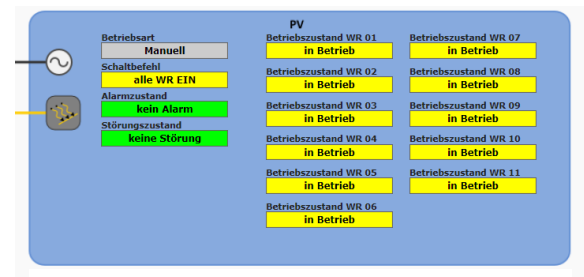 PV
Betriebsart
Manuell
Schaltbefehl
alle WR EIN
Alarmzustand
kein Alarm
Störungszustand
keine Störung
Betriebszustand WR 01
in Betrieb
Betriebszustand WR 02
in Betrieb
Betriebszustand WR 03
in Betrieb
Betriebszustand WR 04
in Betrieb
Betriebszustand WR 05
in Betrieb
Betriebszustand WR 06
in Betrieb
Betriebszustand WR 07
in Betrieb
Betriebszustand WR 08
in Betrieb
Betriebszustand WR 09
in Betrieb
Betriebszustand WR 10
in Betrieb
Betriebszustand WR 11
in Betrieb